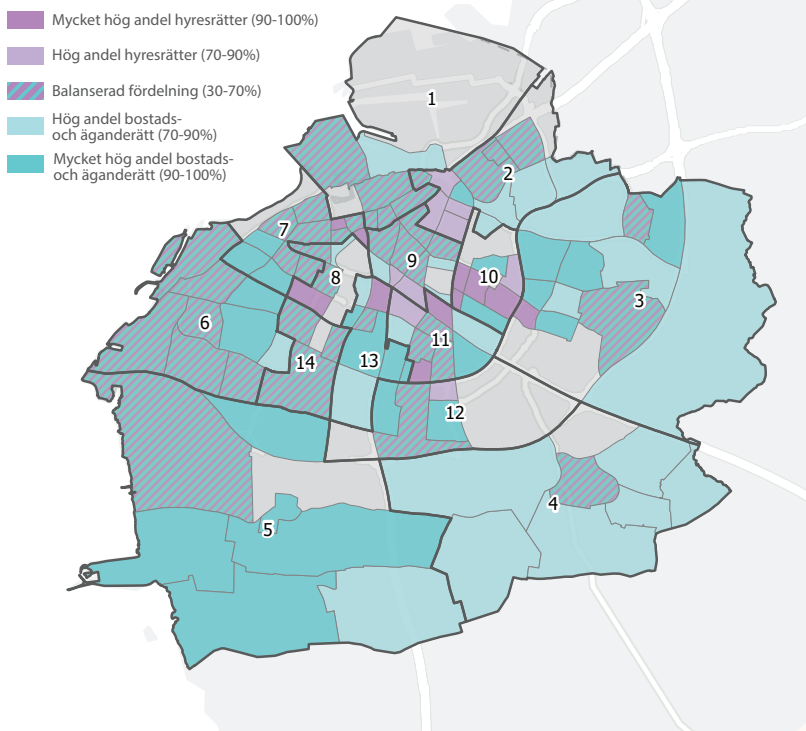 Mycket hög andel hyresrätter (90-100%)
Hög andel hyresrätter (70-90%)
Balanserad fördelning (30-70%)
Hög andel bostads-
och äganderätt (70-90%)
Mycket hög andel bostads-
och äganderätt (90-100%)
1
2
7
9
8
10
3
6
11
13
14
12
4
5